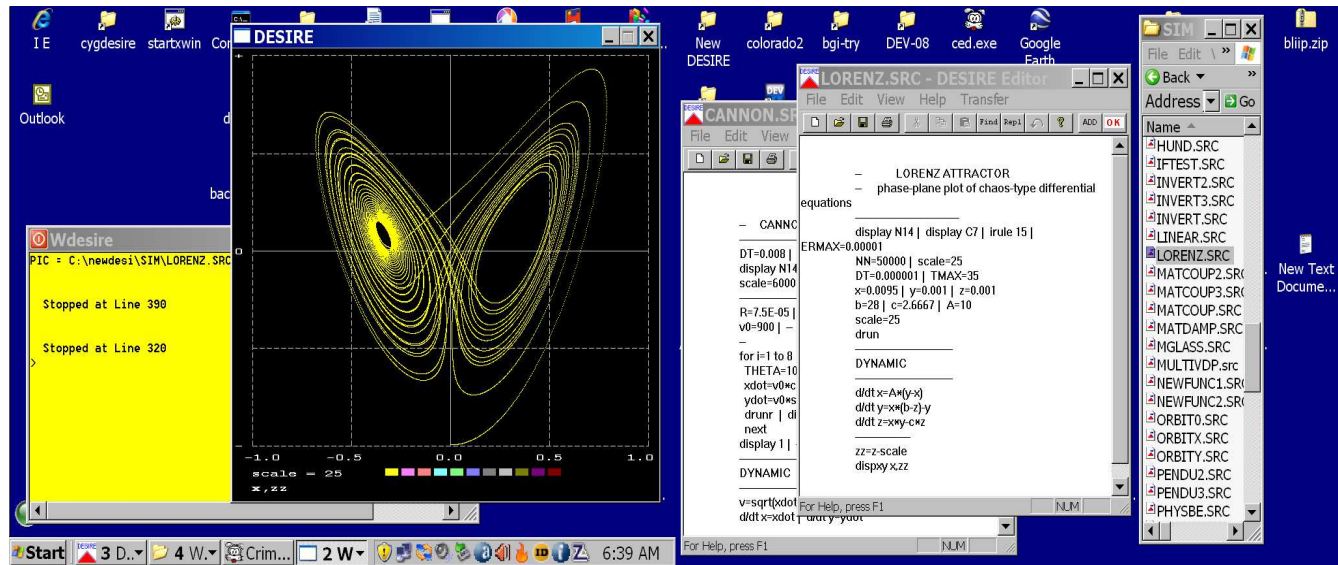 I E
cygdesire
startxwin
New
DESIRE
colorado2
bgi-try
DEV-08
ced.exe
Google
Earth
bliip.zip
Outlook
New Text
Docume...
DESIRE
+
o
-
-1.0 -0.5 0.0 0.5 1.0
scale = 25
x,zz
Wdesire
PIC = C:\newdesi\SIM\LORENZ.SRC
Stopped at Line 390
Stopped at Line 320
>
CANNON.SR
File Edit View
– CANNO
DT=0.008 |
display N14
scale=6000
R=7.5E-05 |
v0=900 | –
–
for i=1 to 8
THETA=10
xdot=v0*c
ydot=v0*s
drunr | di
next
display 1 |
DYNAMIC
v=sqrt(xdot
d/dt x=xdot | d/dt y=ydot
For Help, press F1
NUM
LORENZ.SRC - DESIRE Editor
File Edit View Help Transfer
Find Repl ADD OK
– LORENZ ATTRACTOR
– phase-plane plot of chaos-type differential
equations
display N14 | display C7 | irule 15 |
ERMAX=0.00001
NN=50000 | scale=25
DT=0.000001 | TMAX=35
x=0.0095 | y=0.001 | z=0.001
b=28 | c=2.6667 | A=10
scale=25
drun
DYNAMIC
d/dt x=A*(y-x)
d/dt y=x*(b-z)-y
d/dt z=x*y-c*z
zz=z-scale
dispxy x,zz
For Help, press F1
NUM
SIM
File Edit
Back
Address Go
Name
HUND.SRC
IFTEST.SRC
INVERT2.SRC
INVERT3.SRC
INVERT.SRC
LINEAR.SRC
LORENZ.SRC
MATCOUP2.SRC
MATCOUP3.SRC
MATCOUP.SRC
MATDAMP.SRC
MGLASS.SRC
MULTIVDP.src
NEWFUNC1.SRC
NEWFUNC2.SRC
ORBIT0.SRC
ORBITX.SRC
ORBITY.SRC
PENDU2.SRC
PENDU3.SRC
PHYSBE.SRC
Start 3 D.. 4 W. Crim... 2 W ID 6:39 AM